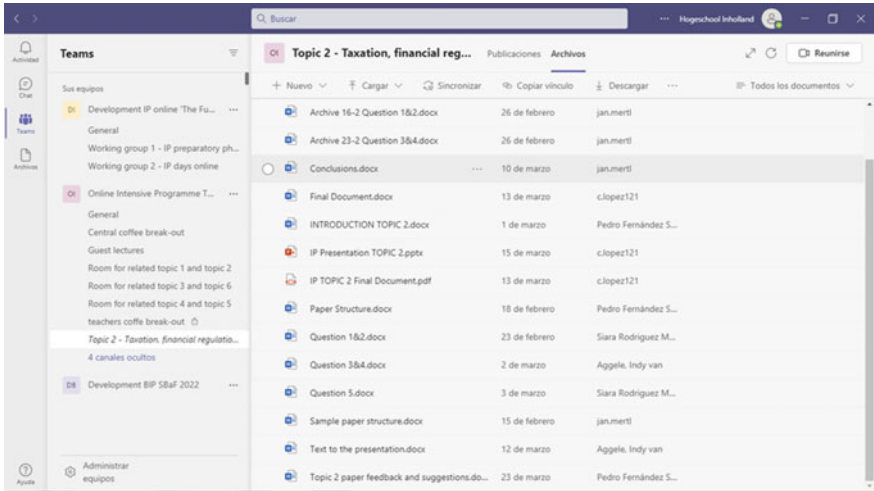 Buscar
Hogeschool Inholland
Actividad
Chat
Teams
Archivos
Ayuda
Teams
Sus equipos
DI Development IP online 'The Fu...
General
Working group 1 - IP preparatory ph...
Working group 2 - IP days online
OI Online Intensive Programme T...
General
Central coffee break-out
Guest lectures
Room for related topic 1 and topic 2
Room for related topic 3 and topic 6
Room for related topic 4 and topic 5
teachers coffe break-out
Topic 2 - Taxation, financial regulatio...
4 canales ocultos
DB Development BIP SBaF 2022
Administrar
equipos
OI Topic 2 - Taxation, financial reg... Publicaciones Archivos Reunirse
Nuevo Cargar Sincronizar Copiar vínculo Descargar Todos los documentos
Archive 16-2 Question 1&2.docx 26 de febrero jan.mertl
Archive 23-2 Question 3&4.docx 26 de febrero jan.mertl
Conclusions.docx 10 de marzo jan.mertl
Final Document.docx 13 de marzo c.lopez121
INTRODUCTION TOPIC 2.docx 1 de marzo Pedro Fernández S...
IP Presentation TOPIC 2.pptx 15 de marzo c.lopez121
IP TOPIC 2 Final Document.pdf 13 de marzo c.lopez121
Paper Structure.docx 18 de febrero Pedro Fernández S...
Question 1&2.docx 23 de febrero Siara Rodriguez M...
Question 3&4.docx 2 de marzo Aggele, Indy van
Question 5.docx 3 de marzo Siara Rodriguez M...
Sample paper structure.docx 15 de febrero jan.mertl
Text to the presentation.docx 12 de marzo Aggele, Indy van
Topic 2 paper feedback and suggestions.do... 23 de marzo Pedro Fernández S...